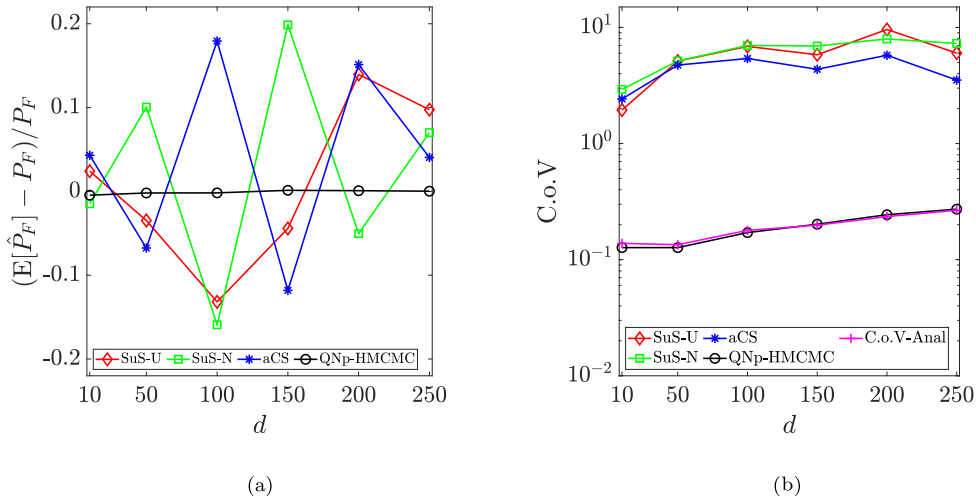 (E[P̂_F] − P_F)/P_F
0.2
0.1
0
-0.1
-0.2
SuS-U SuS-N aCS QNp-HMCMC
10 50 100 150 200 250
d
(a)
C.o.V
10^1
10^0
10^−1
10^−2
SuS-U aCS C.o.V-Anal
SuS-N QNp-HMCMC
10 50 100 150 200 250
d
(b)